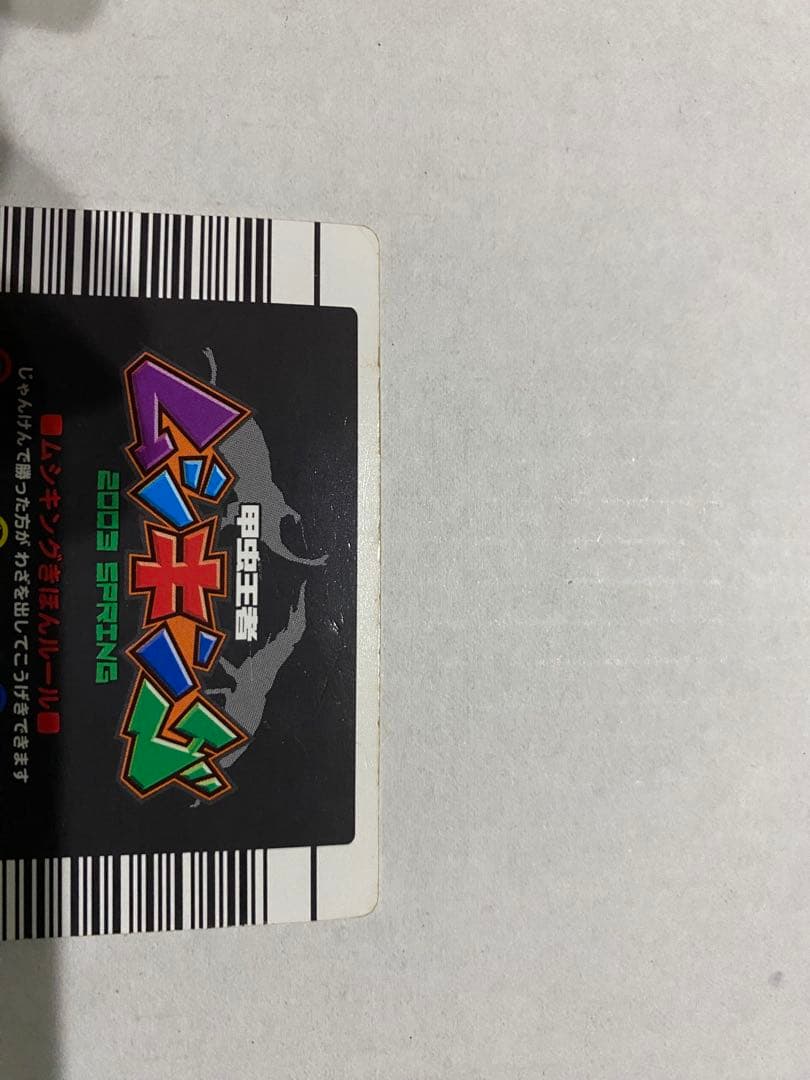 甲虫王者
ムシキング
2003 SPRING
■ムシキングきほんルール■
じゃんけんで勝った方が わざを出してこうげきできます